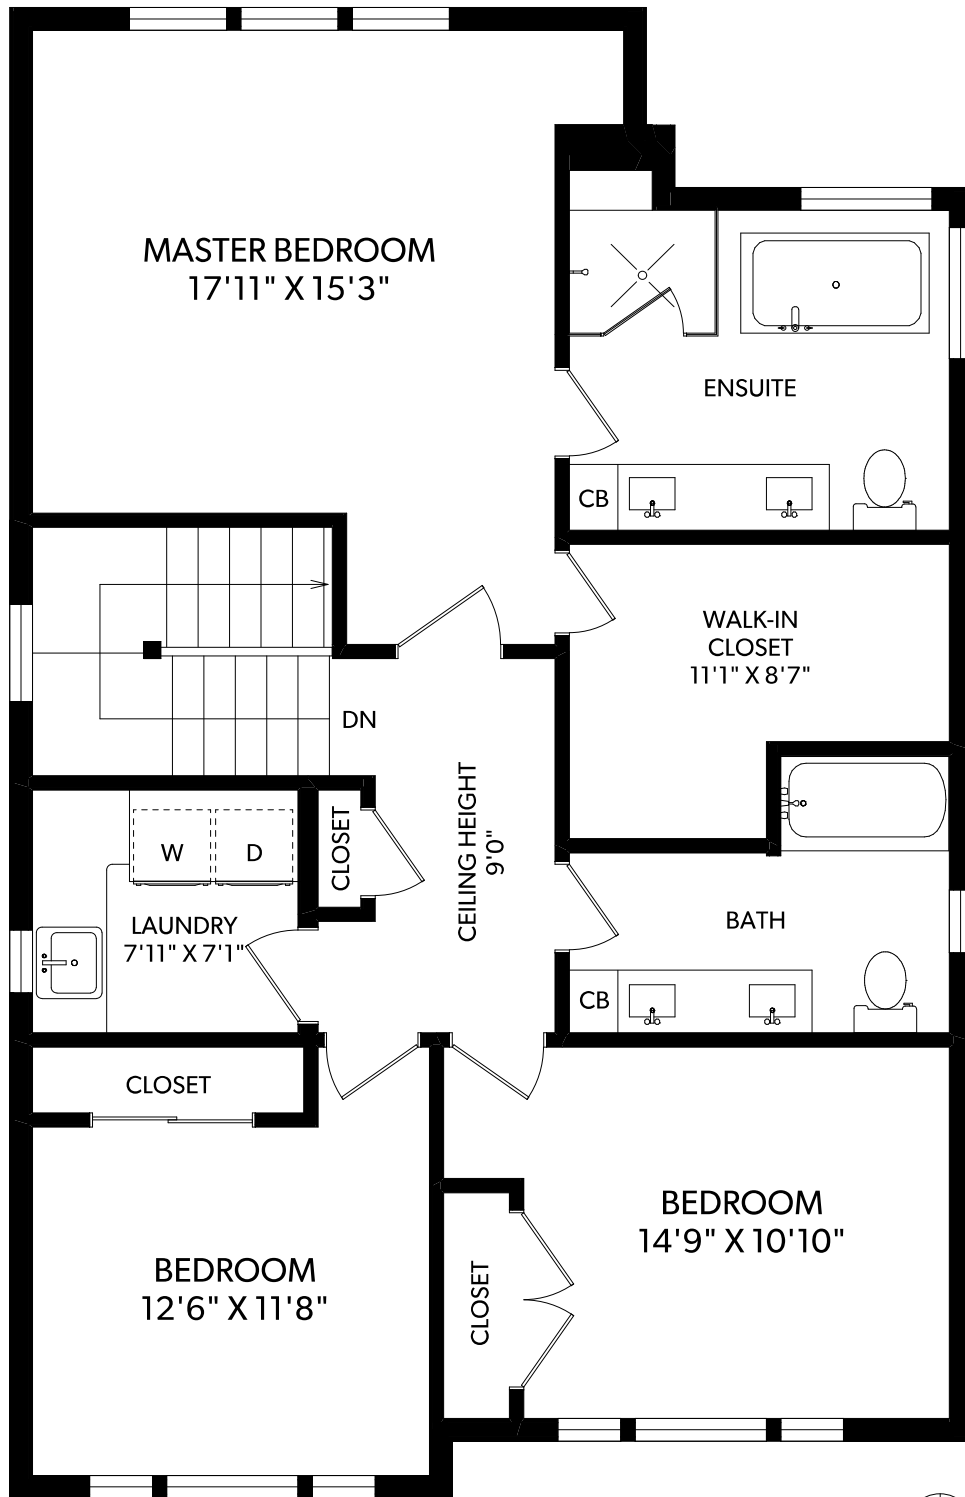 MASTER BEDROOM
17'11" X 15'3"
ENSUITE
CB
WALK-IN
CLOSET
11'1" X 8'7"
DN
CEILING HEIGHT
9'0"
CLOSET
W
D
LAUNDRY
7'11" X 7'1"
BATH
CB
CLOSET
BEDROOM
14'9" X 10'10"
BEDROOM
12'6" X 11'8"
CLOSET